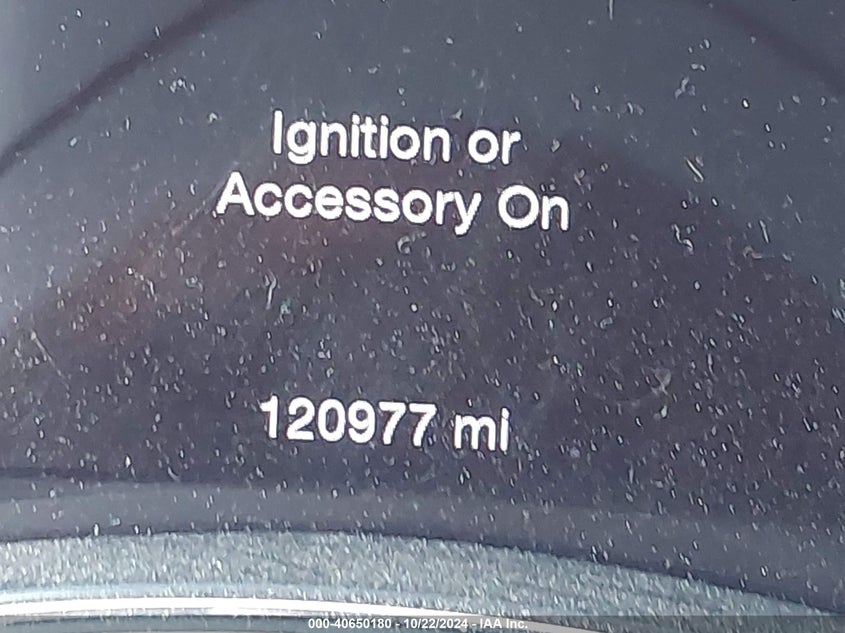 Ignition or
Accessory On
120977 mi
000-40650180 - 10/22/2024 - IAA Inc.